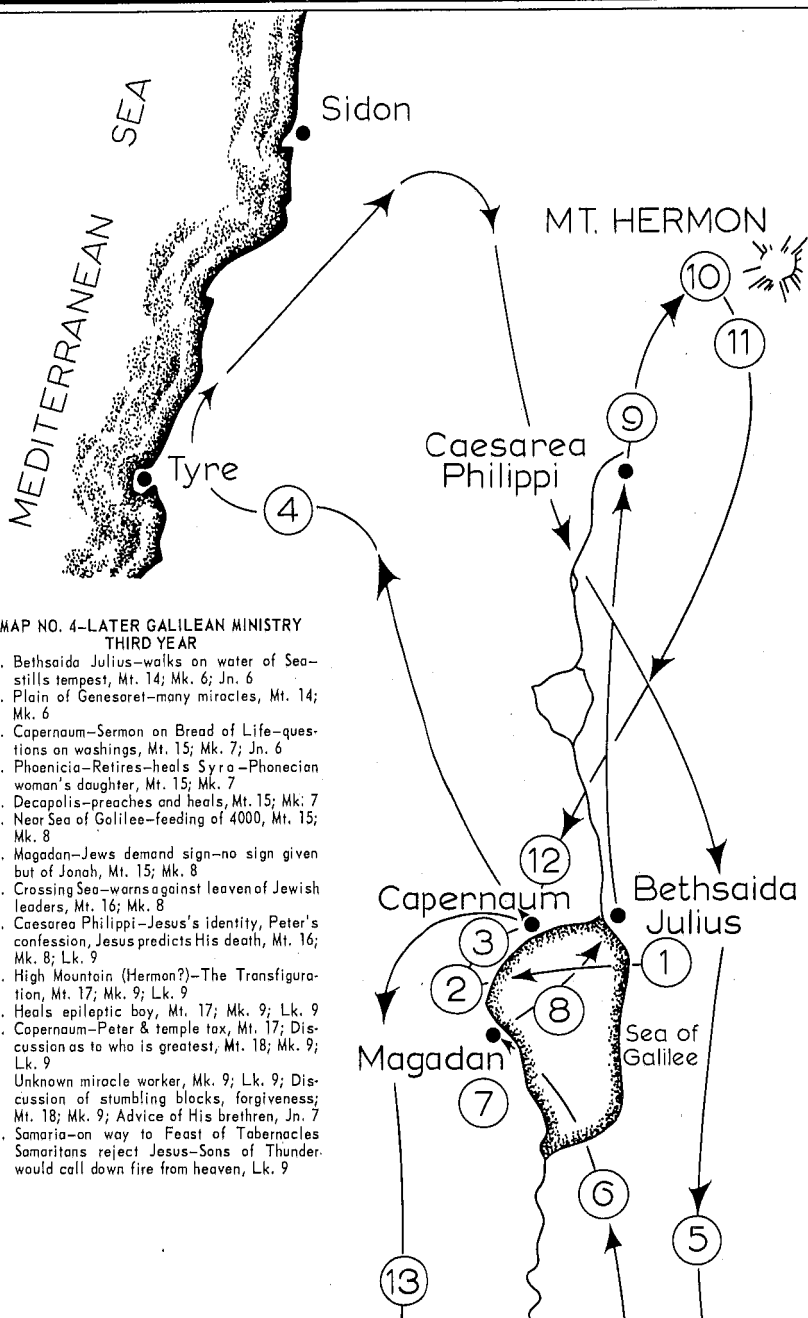 MEDITERRANEAN SEA
Sidon
MT. HERMON
10
11
9
Caesarea
Philippi
Tyre
4
MAP NO. 4–LATER GALILEAN MINISTRY
THIRD YEAR
. Bethsaida Julius–walks on water of Sea–
stills tempest, Mt. 14; Mk. 6; Jn. 6
. Plain of Genesaret–many miracles, Mt. 14;
Mk. 6
. Capernaum–Sermon on Bread of Life–ques-
tions on washings, Mt. 15; Mk. 7; Jn. 6
. Phoenicia–Retires–heals Syro–Phonecian
woman's daughter, Mt. 15; Mk. 7
. Decapolis–preaches and heals, Mt. 15; Mk. 7
. Near Sea of Galilee–feeding of 4000, Mt. 15;
Mk. 8
. Magadan–Jews demand sign–no sign given
but of Jonah, Mt. 15; Mk. 8
. Crossing Sea–warns against leaven of Jewish
leaders, Mt. 16; Mk. 8
. Caesarea Philippi–Jesus's identity, Peter's
confession, Jesus predicts His death, Mt. 16;
Mk. 8; Lk. 9
. High Mountain (Hermon?)–The Transfigura-
tion, Mt. 17; Mk. 9; Lk. 9
. Heals epileptic boy, Mt. 17; Mk. 9; Lk. 9
. Capernaum–Peter & temple tax, Mt. 17; Dis-
cussion as to who is greatest, Mt. 18; Mk. 9;
Lk. 9
Unknown miracle worker, Mk. 9; Lk. 9; Dis-
cussion of stumbling blocks, forgiveness;
Mt. 18; Mk. 9; Advice of His brethren, Jn. 7
. Samaria–on way to Feast of Tabernacles
Samaritans reject Jesus–Sons of Thunder
would call down fire from heaven, Lk. 9
12
Capernaum
Bethsaida
Julius
3
2
1
8
Sea of
Galilee
Magadan
7
6
5
13